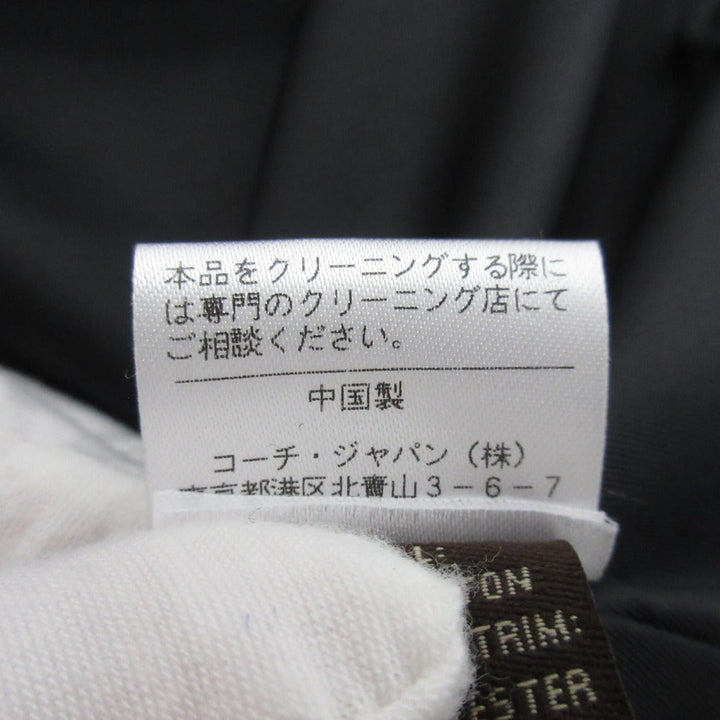 本品をクリーニングする際に
は専門のクリーニング店にて
ご相談ください。
中国製
コーチ・ジャパン（株）
東京都港区北青山3-6-7
TRIM: